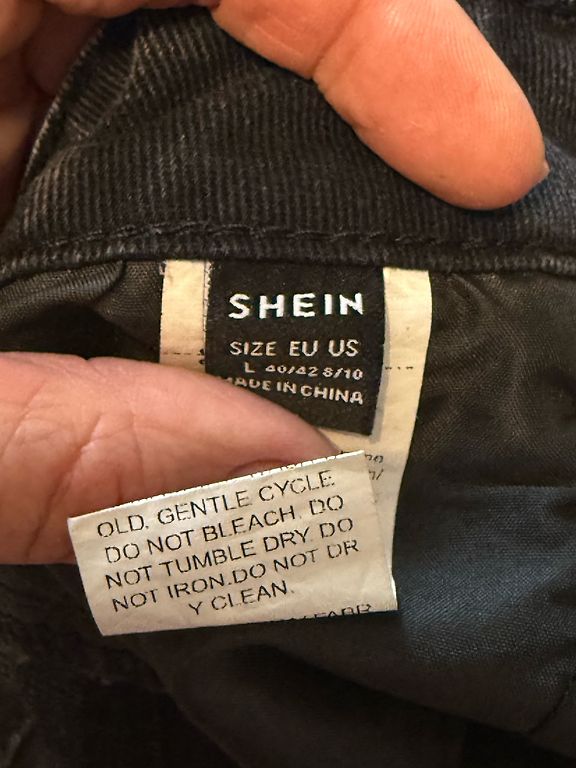 SHEIN
SIZE EU US
L 40/42 8/10
MADE IN CHINA
OLD. GENTLE CYCLE.
DO NOT BLEACH. DO
NOT TUMBLE DRY. DO
NOT IRON.DO NOT DR
Y CLEAN.